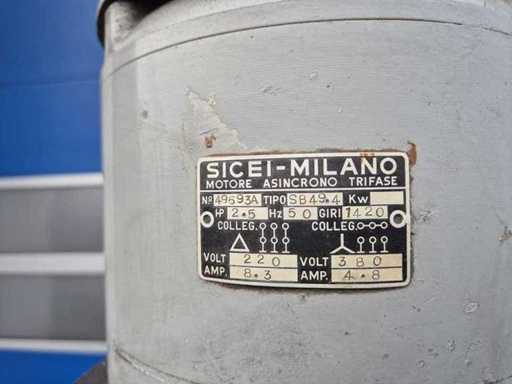 SICEI-MILANO
MOTORE ASINCRONO TRIFASE
No 49593A TIPO SB49.4 Kw
HP 2.5 Hz 50 GIRI 1420
COLLEG. COLLEG.
VOLT 220 VOLT 380
AMP. 8.3 AMP. 4.8